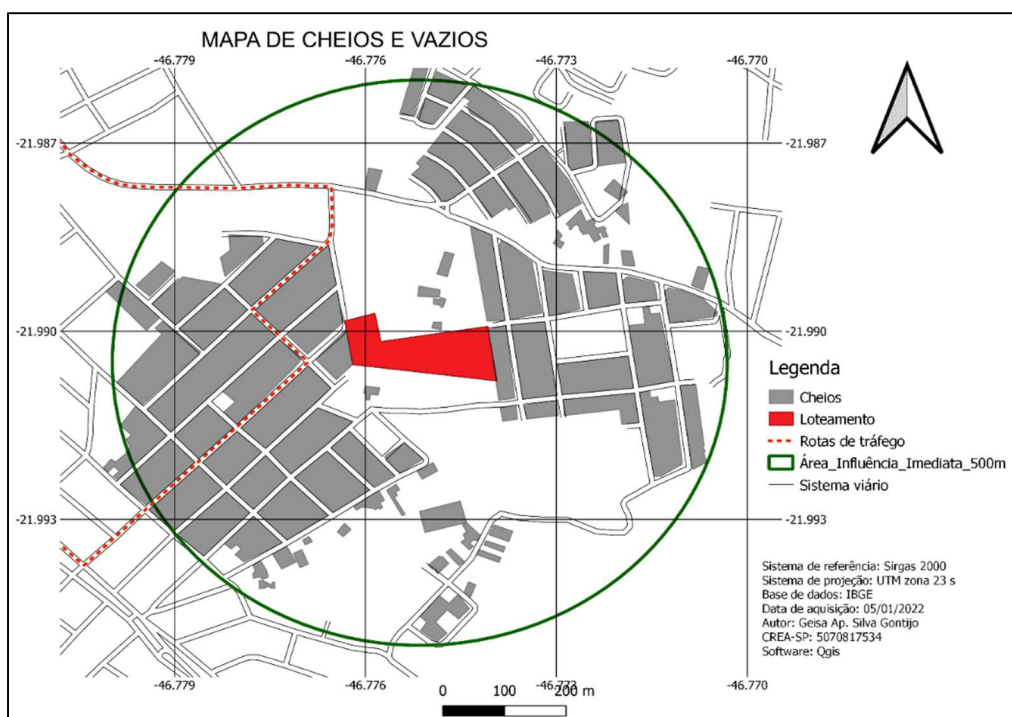 MAPA DE CHEIOS E VAZIOS
-46.779 -46.776 -46.773 -46.770
-21.987 -21.987
-21.990 -21.990
Legenda
Cheios
Loteamento
Rotas de tráfego
Área_Influência_Imediata_500m
Sistema viário
-21.993 -21.993
Sistema de referência: Sirgas 2000
Sistema de projeção: UTM zona 23 s
Base de dados: IBGE
Data de aquisição: 05/01/2022
Autor: Geisa Ap. Silva Gontijo
CREA-SP: 5070817534
Software: Qgis
-46.779 -46.776 -46.773 -46.770
0 100 200 m